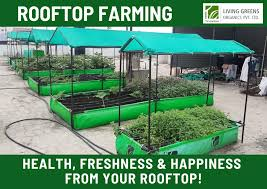 ROOFTOP FARMING
LIVING GREENS
ORGANICS PVT. LTD.
HEALTH, FRESHNESS & HAPPINESS
FROM YOUR ROOFTOP!